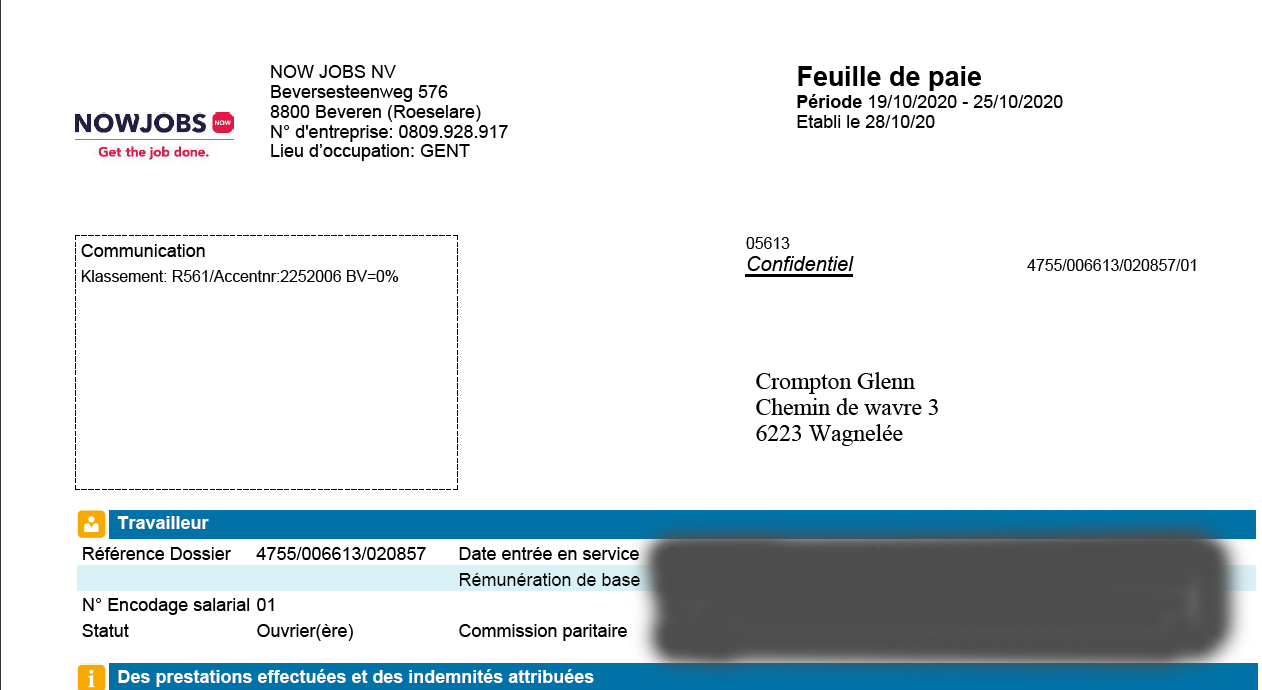 NOWJOBS NOW
Get the job done.
NOW JOBS NV
Beversesteenweg 576
8800 Beveren (Roeselare)
N° d'entreprise: 0809.928.917
Lieu d'occupation: GENT
Feuille de paie
Période 19/10/2020 - 25/10/2020
Etabli le 28/10/20
Communication
Klassement: R561/Accentnr:2252006 BV=0%
05613
Confidentiel
4755/006613/020857/01
Crompton Glenn
Chemin de wavre 3
6223 Wagnelée
Travailleur
Référence Dossier 4755/006613/020857 Date entrée en service
Rémunération de base
N° Encodage salarial 01
Statut Ouvrier(ère) Commission paritaire
Des prestations effectuées et des indemnités attribuées